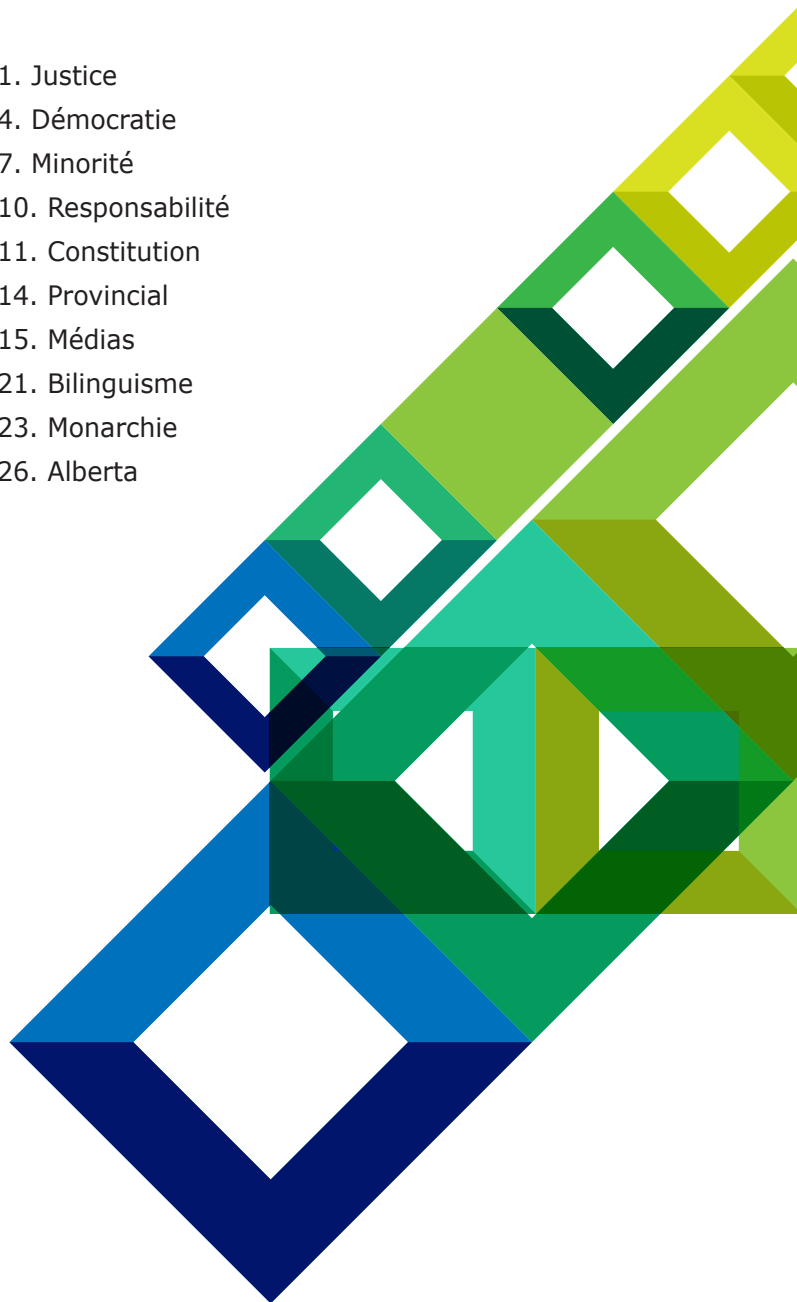 1. Justice
4. Démocratie
7. Minorité
10. Responsabilité
11. Constitution
14. Provincial
15. Médias
21. Bilinguisme
23. Monarchie
26. Alberta